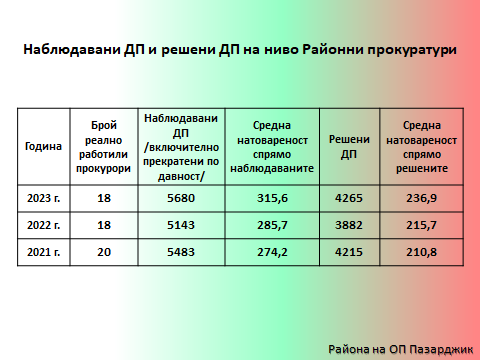 Наблюдавани ДП и решени ДП на ниво Районни прокуратури
Година
Брой
реално
работили
прокурори
Наблюдавани
ДП
/включително
прекратени по
давност/
Средна
натовареност
спрямо
наблюдаваните
Решени
ДП
Средна
натовареност
спрямо
решените
2023 г. 18 5680 315,6 4265 236,9
2022 г. 18 5143 285,7 3882 215,7
2021 г. 20 5483 274,2 4215 210,8
Района на ОП Пазарджик